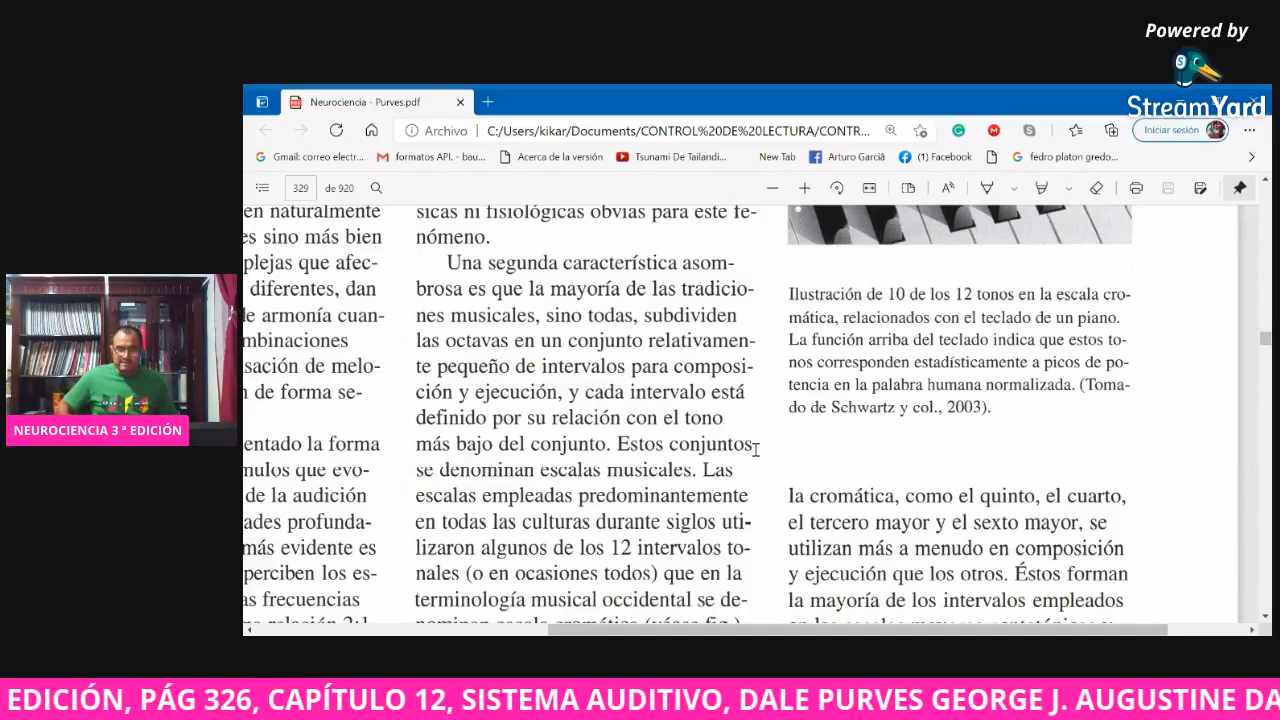 Powered by
StreamYard
Neurociencia - Purves.pdf
Archivo
C:/Users/kikar/Documents/CONTROL%20DE%20LECTURA/CONTR...
Iniciar sesión
Gmail: correo electr...
formatos API. - bau...
Acerca de la versión
Tsunami De Tailandi...
New Tab
Arturo Garciâ
(1) Facebook
fedro platon gredo...
329
de 920
en naturalmente
es sino más bien
plejas que afec-
diferentes, dan
le armonía cuan-
mbinaciones
sación de melo-
n de forma se-
entado la forma
mulos que evo-
de la audición
ades profunda-
más evidente es
perciben los es-
as frecuencias
sicas ni fisiológicas obvias para este fe-
nómeno.
Una segunda característica asom-
brosa es que la mayoría de las tradicio-
nes musicales, sino todas, subdividen
las octavas en un conjunto relativamen-
te pequeño de intervalos para composi-
ción y ejecución, y cada intervalo está
definido por su relación con el tono
más bajo del conjunto. Estos conjuntos
se denominan escalas musicales. Las
escalas empleadas predominantemente
en todas las culturas durante siglos uti-
lizaron algunos de los 12 intervalos to-
nales (o en ocasiones todos) que en la
terminología musical occidental se de-
nominan escala cromática (véase fig.)
Ilustración de 10 de los 12 tonos en la escala cro-
mática, relacionados con el teclado de un piano.
La función arriba del teclado indica que estos to-
nos corresponden estadísticamente a picos de po-
tencia en la palabra humana normalizada. (Toma-
do de Schwartz y col., 2003).
la cromática, como el quinto, el cuarto,
el tercero mayor y el sexto mayor, se
utilizan más a menudo en composición
y ejecución que los otros. Éstos forman
la mayoría de los intervalos empleados
NEUROCIENCIA 3 ª EDICIÓN
EDICIÓN, PÁG 326, CAPÍTULO 12, SISTEMA AUDITIVO, DALE PURVES GEORGE J. AUGUSTINE DA